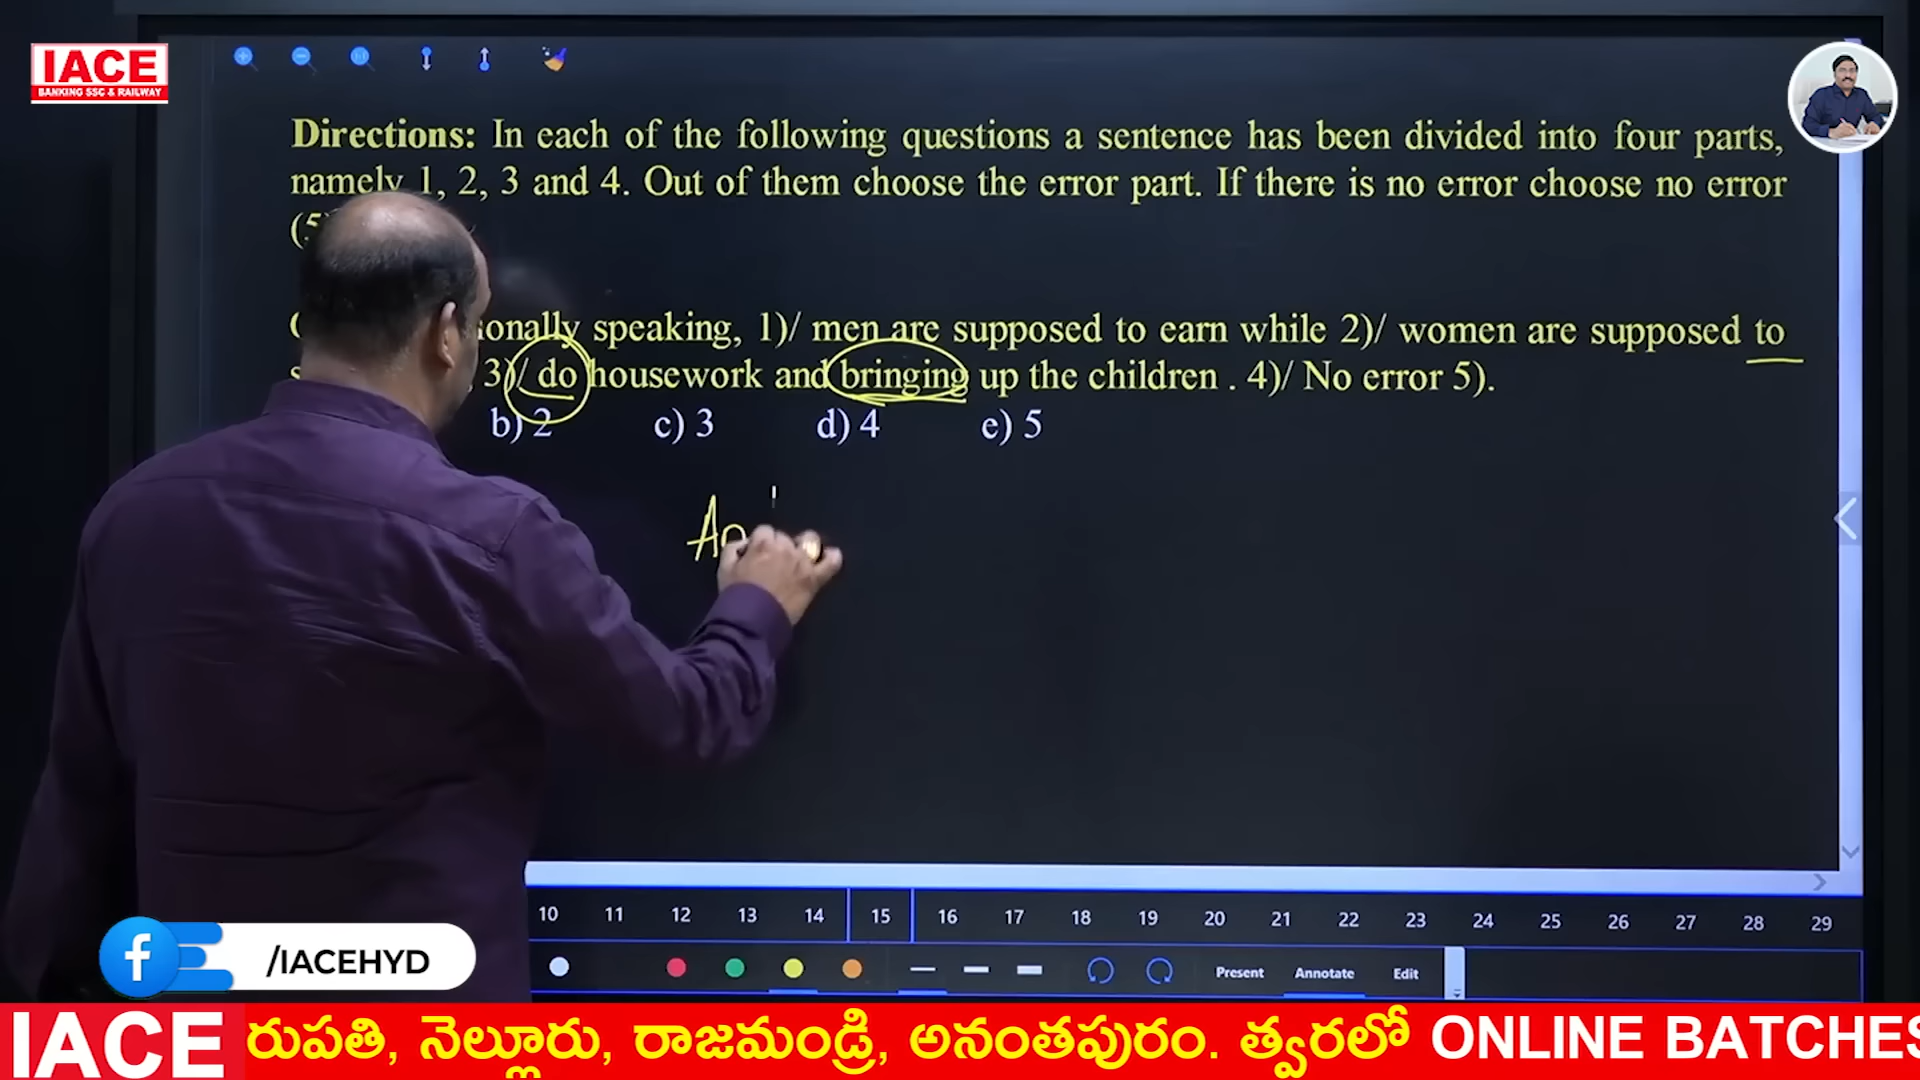 IACE
BANKING SSC & RAILWAY
Directions: In each of the following questions a sentence has been divided into four parts,
namely 1, 2, 3 and 4. Out of them choose the error part. If there is no error choose no error
(5
ionally speaking, 1)/ men are supposed to earn while 2)/ women are supposed to
3)/ do housework and bringing up the children . 4)/ No error 5).
b) 2 c) 3 d) 4 e) 5
10 11 12 13 14 15 16 17 18 19 20 21 22 23 24 25 26 27 28 29
f /IACEHYD
Present Annotate Edit
IACE రుపతి, నెల్లూరు, రాజమండ్రి, అనంతపురం. త్వరలో ONLINE BATCHES